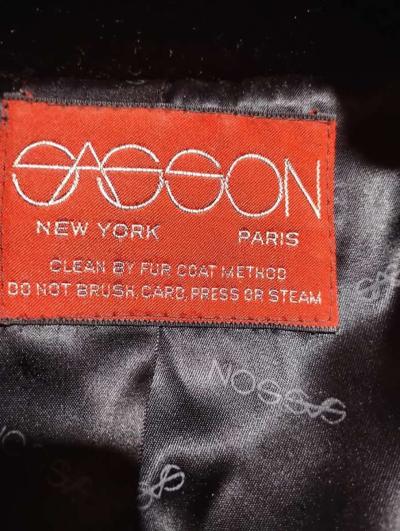 SASSON
NEW YORK PARIS
CLEAN BY FUR COAT METHOD
DO NOT BRUSH, CARD, PRESS OR STEAM
SASSON